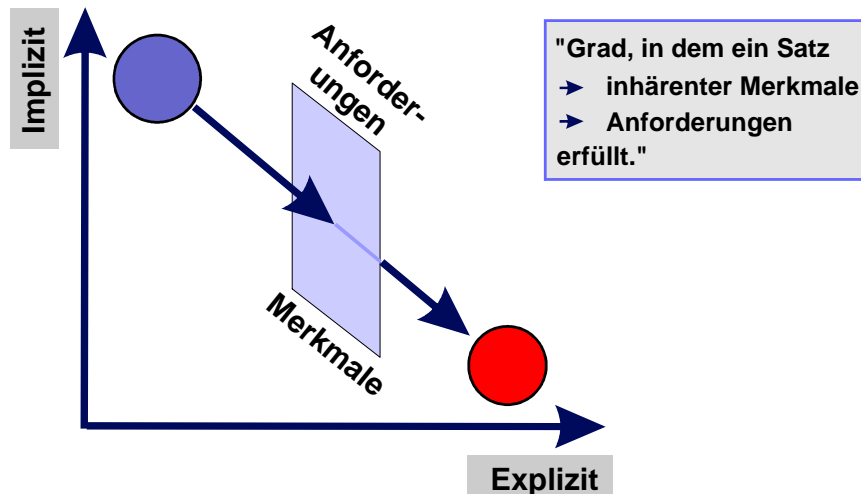 Implizit
Anforder-
ungen
Merkmale
Explizit
"Grad, in dem ein Satz
inhärenter Merkmale
Anforderungen
erfüllt."